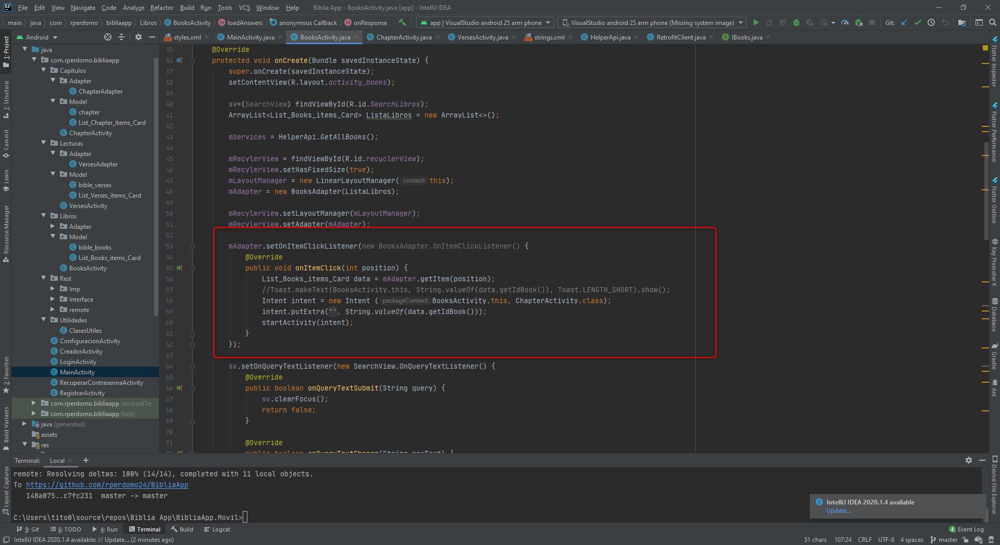 File Edit View Navigate Code Analyze Refactor Build Run Tools VCS Window Help Biblia App - BooksActivity.java [app] - IntelliJ IDEA
main java com rperdomo bibliaapp Libros BooksActivity loadAnswers anonymous Callback onResponse app | VisualStudio android 25 arm phone VisualStudio android 25 arm phone (Missing system image) Git:
Android styles.xml MainActivity.java BooksActivity.java ChapterActivity.java VersesActivity.java strings.xml HelperApi.java RetrofitClient.java IBooks.java
1: Project
7: Structure
Commit
Learn
Resource Manager
2: Favorites
Build Variants
Layout Captures
java
com.rperdomo.bibliaapp
Capitulos
Adapter
ChapterAdapter
Model
chapter
List_Chapter_items_Card
ChapterActivity
Lecturas
Adapter
VersesAdapter
Model
bible_verses
List_Verses_items_Card
VersesActivity
Libros
Adapter
Model
bible_books
List_Books_items_Card
BooksActivity
Rest
Imp
Interface
remote
Utilidades
ClasesUtiles
ConfiguracionActivity
CreadorActivity
LoginActivity
MainActivity
RecuperarContrasennaActivity
RegistrarActivity
com.rperdomo.bibliaapp (androidTe
com.rperdomo.bibliaapp (test)
java (generated)
assets
res
35 @Override
36 protected void onCreate(Bundle savedInstanceState) {
37 super.onCreate(savedInstanceState);
38 setContentView(R.layout.activity_books);
39
40 sv=(SearchView) findViewById(R.id.SearchLibros);
41 ArrayList<List_Books_items_Card> ListaLibros = new ArrayList<>();
42
43 mServices = HelperApi.GetAllBooks();
44
45 mRecylerView = findViewById(R.id.recyclerView);
46 mRecylerView.setHasFixedSize(true);
47 mLayoutManager = new LinearLayoutManager( context: this);
48 mAdapter = new BooksAdapter(ListaLibros);
49
50 mRecylerView.setLayoutManager(mLayoutManager);
51 mRecylerView.setAdapter(mAdapter);
52
53 mAdapter.setOnItemClickListener(new BooksAdapter.OnItemClickListener() {
54 @Override
55 public void onItemClick(int position) {
56 List_Books_items_Card data = mAdapter.getItem(position);
57 //Toast.makeText(BooksActivity.this, String.valueOf(data.getIdBook()), Toast.LENGTH_SHORT).show();
58 Intent intent = new Intent ( packageContext: BooksActivity.this, ChapterActivity.class);
59 intent.putExtra("", String.valueOf(data.getIdBook()));
60 startActivity(intent);
61 }
62 });
63
64 sv.setOnQueryTextListener(new SearchView.OnQueryTextListener() {
65 @Override
66 public boolean onQueryTextSubmit(String query) {
67 sv.clearFocus();
68 return false;
69 }
70
71 @Override
72 public boolean onQueryTextChange(String newText) {
Flutter Inspector
Flutter Performance
Flutter Outline
Key Promoter X
Database
Gradle
Ant
Device File Explorer
Terminal: Local
remote: Resolving deltas: 100% (14/14), completed with 11 local objects.
To https://github.com/rperdomo24/BibliaApp
148a075..c7fc231 master -> master
C:\Users\tito0\source\repos\Biblia App\BibliaApp.Movil>
IntelliJ IDEA 2020.1.4 available
Update...
9: Git 6: TODO 4: Run Terminal Build Logcat 4 Event Log
IntelliJ IDEA 2020.1.4 available: // Update... (2 minutes ago) 51 chars 107:24 CRLF UTF-8 4 spaces master